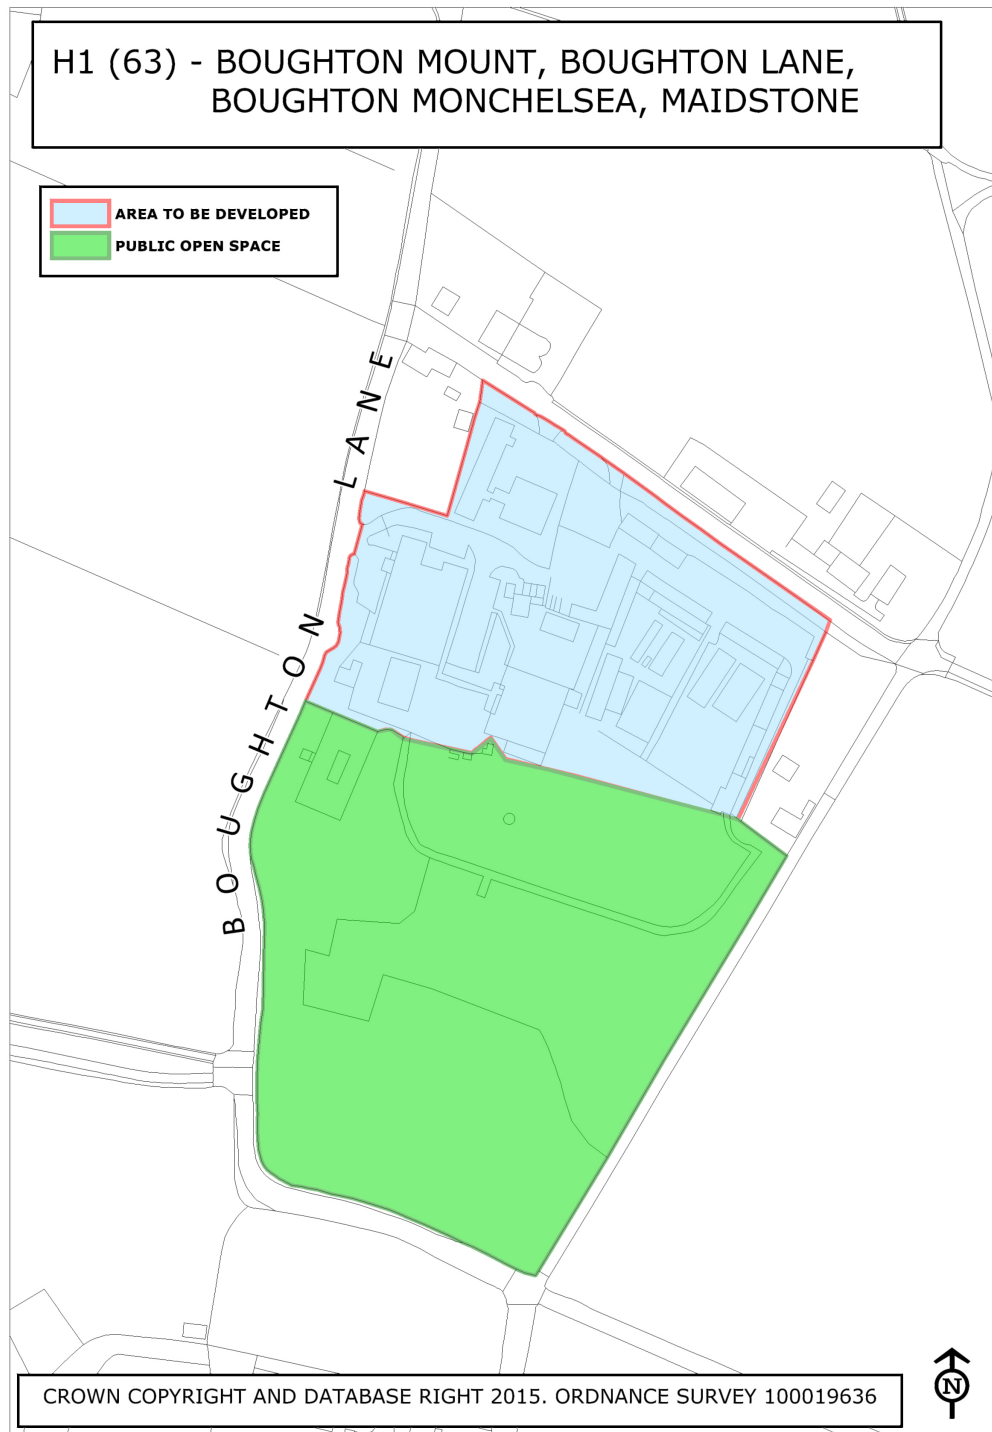 H1 (63) - BOUGHTON MOUNT, BOUGHTON LANE,
BOUGHTON MONCHELSEA, MAIDSTONE
AREA TO BE DEVELOPED
PUBLIC OPEN SPACE
BOUGHTON LANE
CROWN COPYRIGHT AND DATABASE RIGHT 2015. ORDNANCE SURVEY 100019636
N